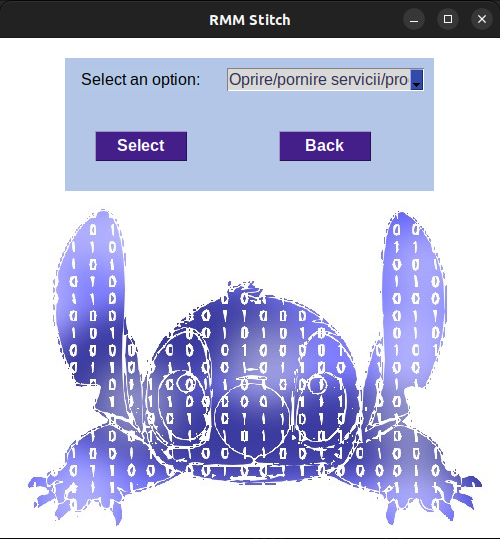 RMM Stitch
Select an option: Oprire/pornire servicii/pro
Select Back